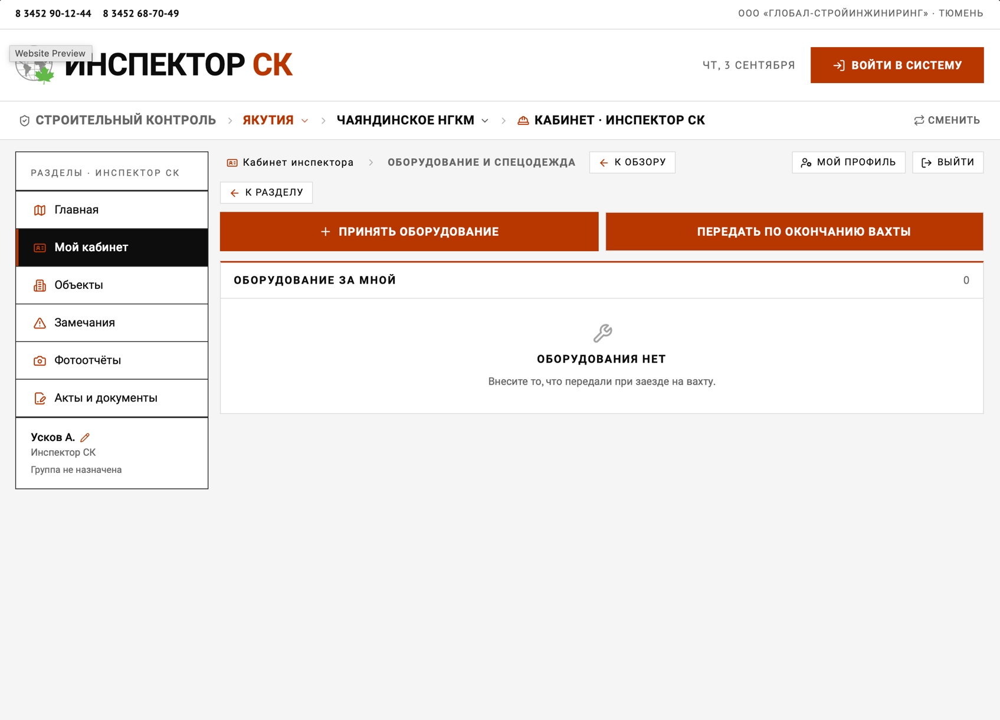 8 3452 90-12-44 8 3452 68-70-49
ООО «ГЛОБАЛ-СТРОЙИНЖИНИРИНГ» · ТЮМЕНЬ
Website Preview
ИНСПЕКТОР СК
ЧТ, 3 СЕНТЯБРЯ
ВОЙТИ В СИСТЕМУ
СТРОИТЕЛЬНЫЙ КОНТРОЛЬ
ЯКУТИЯ
ЧАЯНДИНСКОЕ НГКМ
КАБИНЕТ · ИНСПЕКТОР СК
СМЕНИТЬ
РАЗДЕЛЫ · ИНСПЕКТОР СК
Главная
Мой кабинет
Объекты
Замечания
Фотоотчёты
Акты и документы
Усков А.
Инспектор СК
Группа не назначена
Кабинет инспектора
ОБОРУДОВАНИЕ И СПЕЦОДЕЖДА
К ОБЗОРУ
МОЙ ПРОФИЛЬ
ВЫЙТИ
К РАЗДЕЛУ
ПРИНЯТЬ ОБОРУДОВАНИЕ
ПЕРЕДАТЬ ПО ОКОНЧАНИЮ ВАХТЫ
ОБОРУДОВАНИЕ ЗА МНОЙ
0
ОБОРУДОВАНИЯ НЕТ
Внесите то, что передали при заезде на вахту.